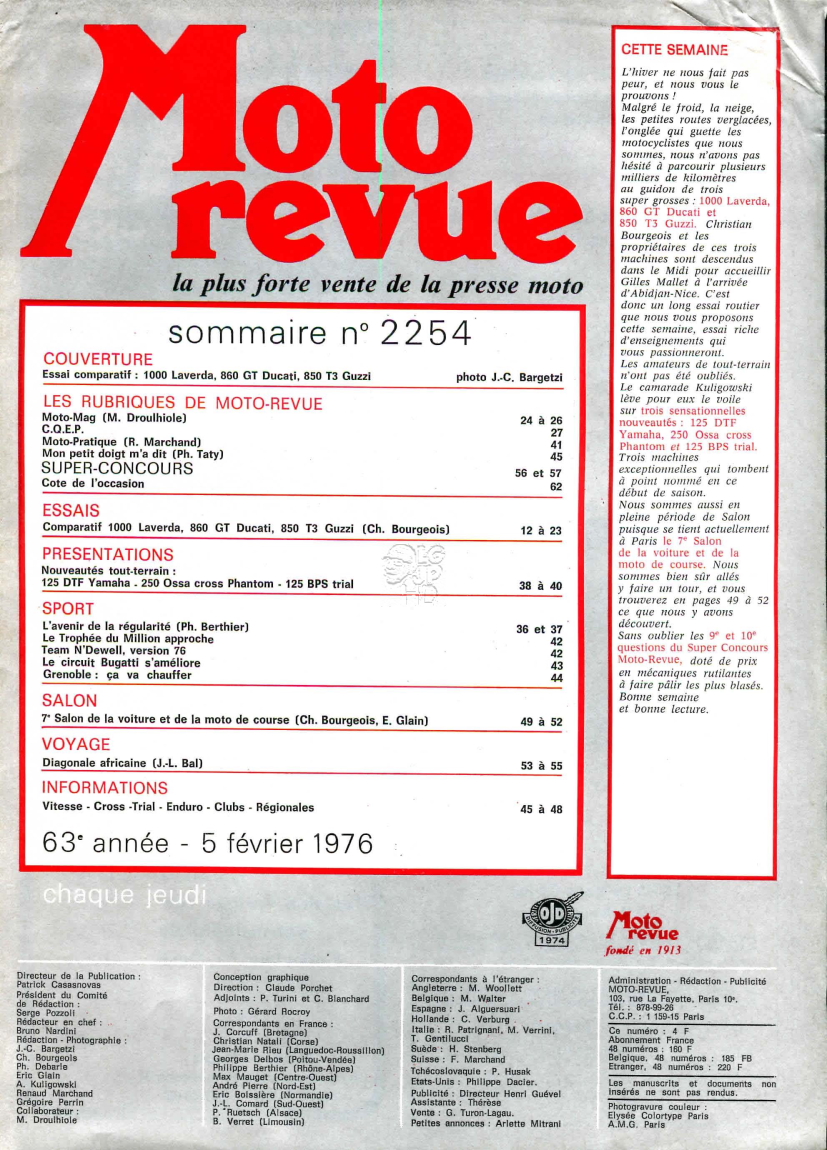 Moto
revue
la plus forte vente de la presse moto
sommaire n° 2254
COUVERTURE
Essai comparatif : 1000 Laverda, 860 GT Ducati, 850 T3 Guzzi photo J.-C. Bargetzi
LES RUBRIQUES DE MOTO-REVUE
Moto-Mag (M. Droulhiole) 24 à 26
C.Q.E.P. 27
Moto-Pratique (R. Marchand) 41
Mon petit doigt m'a dit (Ph. Taty) 45
SUPER-CONCOURS 56 et 57
Cote de l'occasion 62
ESSAIS
Comparatif 1000 Laverda, 860 GT Ducati, 850 T3 Guzzi (Ch. Bourgeois) 12 à 23
PRESENTATIONS
Nouveautés tout-terrain :
125 DTF Yamaha . 250 Ossa cross Phantom - 125 BPS trial 38 à 40
SPORT
L'avenir de la régularité (Ph. Berthier) 36 et 37
Le Trophée du Million approche 42
Team N'Dewell, version 76 42
Le circuit Bugatti s'améliore 43
Grenoble : ça va chauffer 44
SALON
7e Salon de la voiture et de la moto de course (Ch. Bourgeois, E. Glain) 49 à 52
VOYAGE
Diagonale africaine (J.-L. Bal) 53 à 55
INFORMATIONS
Vitesse - Cross -Trial - Enduro - Clubs - Régionales 45 à 48
63e année - 5 février 1976
chaque jeudi
CETTE SEMAINE
L'hiver ne nous fait pas
peur, et nous vous le
prouvons !
Malgré le froid, la neige,
les petites routes verglacées,
l'onglée qui guette les
motocyclistes que nous
sommes, nous n'avons pas
hésité à parcourir plusieurs
milliers de kilomètres
au guidon de trois
super grosses : 1000 Laverda,
860 GT Ducati et
850 T3 Guzzi. Christian
Bourgeois et les
propriétaires de ces trois
machines sont descendus
dans le Midi pour accueillir
Gilles Mallet à l'arrivée
d'Abidjan-Nice. C'est
donc un long essai routier
que nous vous proposons
cette semaine, essai riche
d'enseignements qui
vous passionneront.
Les amateurs de tout-terrain
n'ont pas été oubliés.
Le camarade Kuligowski
lève pour eux le voile
sur trois sensationnelles
nouveautés : 125 DTF
Yamaha, 250 Ossa cross
Phantom et 125 BPS trial.
Trois machines
exceptionnelles qui tombent
à point nommé en ce
début de saison.
Nous sommes aussi en
pleine période de Salon
puisque se tient actuellement
à Paris le 7e Salon
de la voiture et de la
moto de course. Nous
sommes bien sûr allés
y faire un tour, et vous
trouverez en pages 49 à 52
ce que nous y avons
découvert.
Sans oublier les 9e et 10e
questions du Super Concours
Moto-Revue, doté de prix
en mécaniques rutilantes
à faire pâlir les plus blasés.
Bonne semaine
et bonne lecture.
OJD
DIFFUSION - PUBLICITÉ
1974
Moto
revue
fondé en 1913
Directeur de la Publication :
Patrick Casasnovas
Président du Comité
de Rédaction :
Serge Pozzoli
Rédacteur en chef :
Bruno Nardini
Rédaction - Photographie :
J.-C. Bargetzi
Ch. Bourgeois
Ph. Debarle
Eric Glain
A. Kuligowski
Renaud Marchand
Grégoire Perrin
Collaborateur :
M. Droulhiole
Conception graphique
Direction : Claude Porchet
Adjoints : P. Turini et C. Blanchard
Photo : Gérard Rocroy
Correspondants en France :
J. Corcuff (Bretagne)
Christian Natali (Corse)
Jean-Marie Rieu (Languedoc-Roussillon)
Georges Delbos (Poitou-Vendée)
Philippe Berthier (Rhône-Alpes)
Max Mauget (Centre-Ouest)
André Pierre (Nord-Est)
Eric Boissière (Normandie)
J.-L. Comard (Sud-Ouest)
P. Ruetsch (Alsace)
B. Verret (Limousin)
Correspondants à l'étranger :
Angleterre : M. Woollett
Belgique : M. Walter
Espagne : J. Alguersuari
Hollande : C. Verburg
Italie : R. Patrignani, M. Verrini,
T. Gentilucci
Suède : H. Stenberg
Suisse : F. Marchand
Tchécoslovaquie : P. Husak
Etats-Unis : Philippe Dacier.
Publicité : Directeur Henri Guével
Assistante : Thérèse
Vente : G. Turon-Lagau.
Petites annonces : Arlette Mitrani
Administration - Rédaction - Publicité
MOTO-REVUE,
103, rue La Fayette, Paris 10e.
Tél. : 878-99-26
C.C.P. : 1 159-15 Paris
Ce numéro : 4 F
Abonnement France
48 numéros : 160 F
Belgique, 48 numéros : 185 FB
Etranger, 48 numéros : 220 F
Les manuscrits et documents non
insérés ne sont pas rendus.
Photogravure couleur :
Elysée Colortype Paris
A.M.G. Paris